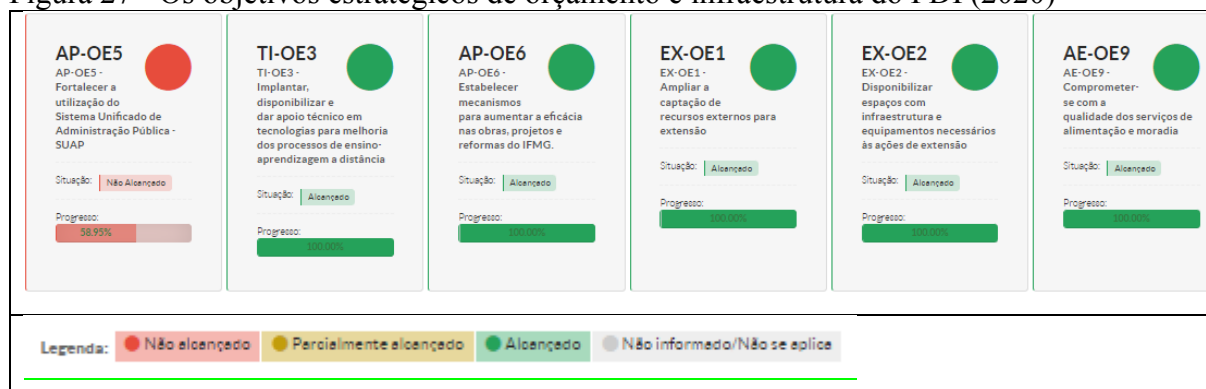 Figura 27 - Os objetivos estratégicos de orçamento e infraestrutura do PDI (2020)
AP-OE5
AP-OE5 -
Fortalecer a
utilização do
Sistema Unificado de
Administração Pública -
SUAP
Situação: Não Alcançado
Progresso:
58.95%
TI-OE3
TI-OE3 -
Implantar,
disponibilizar e
dar apoio técnico em
tecnologias para melhoria
dos processos de ensino-
aprendizagem a distância
Situação: Alcançado
Progresso:
100.00%
AP-OE6
AP-OE6 -
Estabelecer
mecanismos
para aumentar a eficácia
nas obras, projetos e
reformas do IFMG.
Situação: Alcançado
Progresso:
100.00%
EX-OE1
EX-OE1 -
Ampliar a
captação de
recursos externos para
extensão
Situação: Alcançado
Progresso:
100.00%
EX-OE2
EX-OE2 -
Disponibilizar
espaços com
infraestrutura e
equipamentos necessários
às ações de extensão
Situação: Alcançado
Progresso:
100.00%
AE-OE9
AE-OE9 -
Comprometer-
se com a
qualidade dos serviços de
alimentação e moradia
Situação: Alcançado
Progresso:
100.00%
Legenda: Não alcançado Parcialmente alcançado Alcançado Não informado/Não se aplica